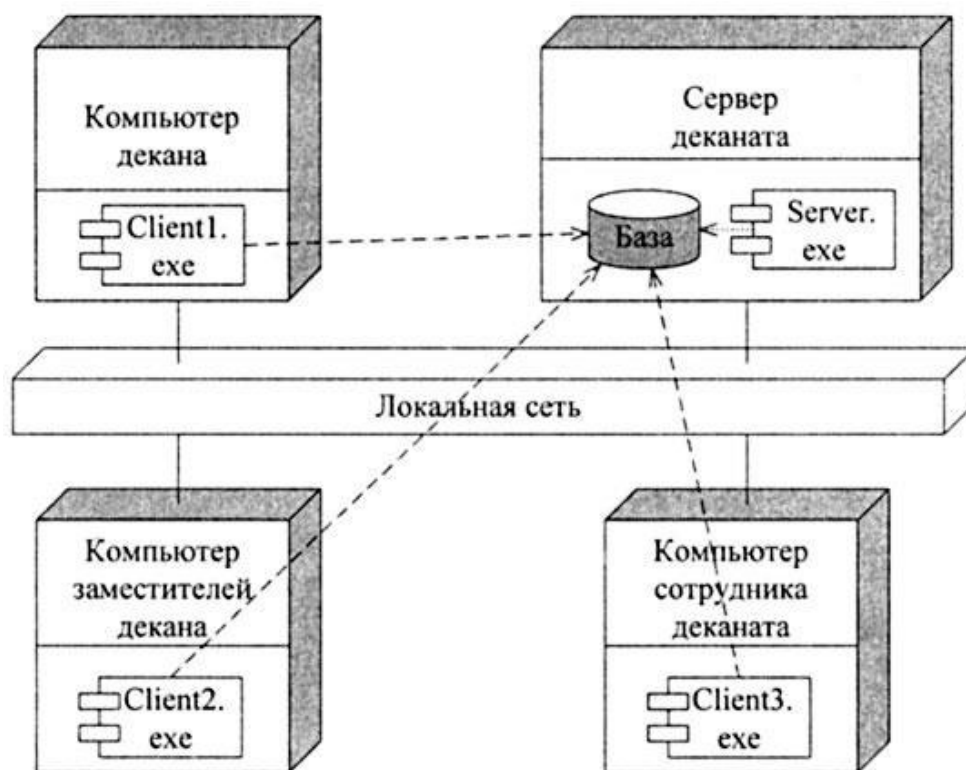 Компьютер
декана
Client1.
exe
Сервер
деканата
База
Server.
exe
Локальная сеть
Компьютер
заместителей
декана
Client2.
exe
Компьютер
сотрудника
деканата
Client3.
exe